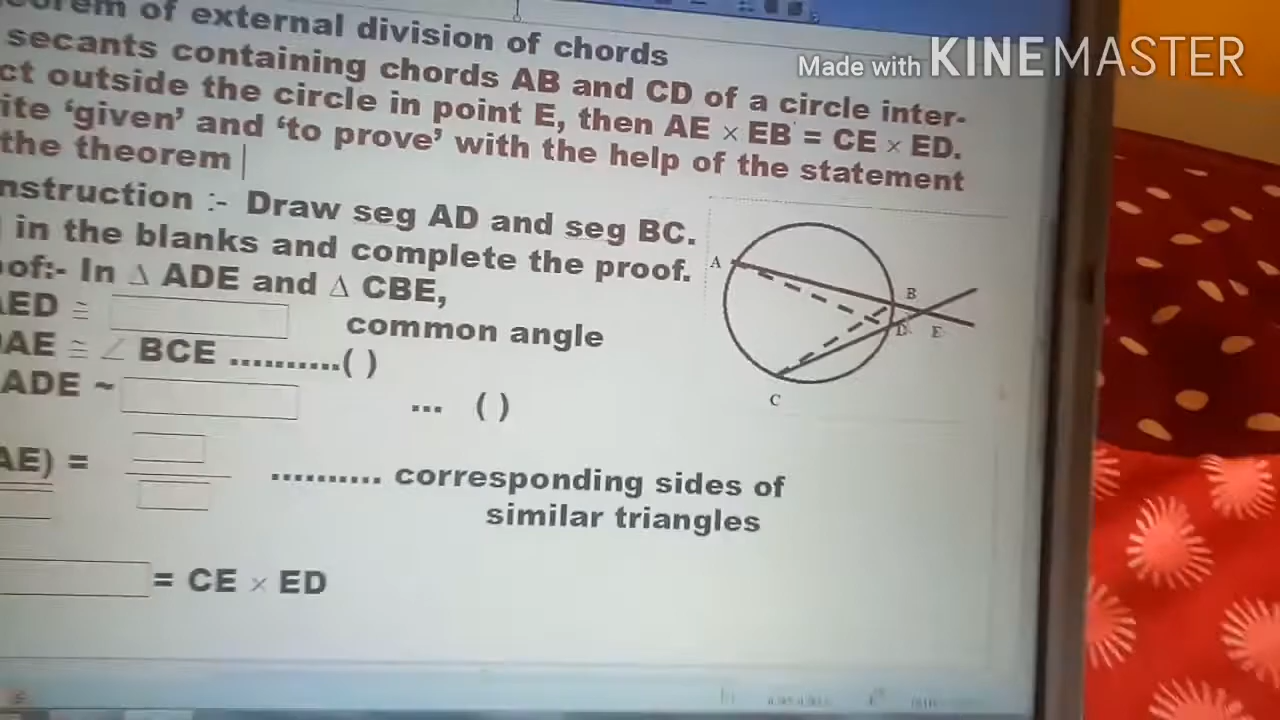 orem of external division of chords
secants containing chords AB and CD of a circle inter-
ct outside the circle in point E, then AE × EB = CE × ED.
ite ‘given’ and ‘to prove’ with the help of the statement
the theorem
nstruction :- Draw seg AD and seg BC.
in the blanks and complete the proof.
of:- In Δ ADE and Δ CBE,
AED ≅
common angle
DAE ≅ ∠ BCE ..........( )
ADE ~ ... ( )
AE) =
.......... corresponding sides of
similar triangles
= CE × ED
A
B
D
E
C
Made with KINEMASTER